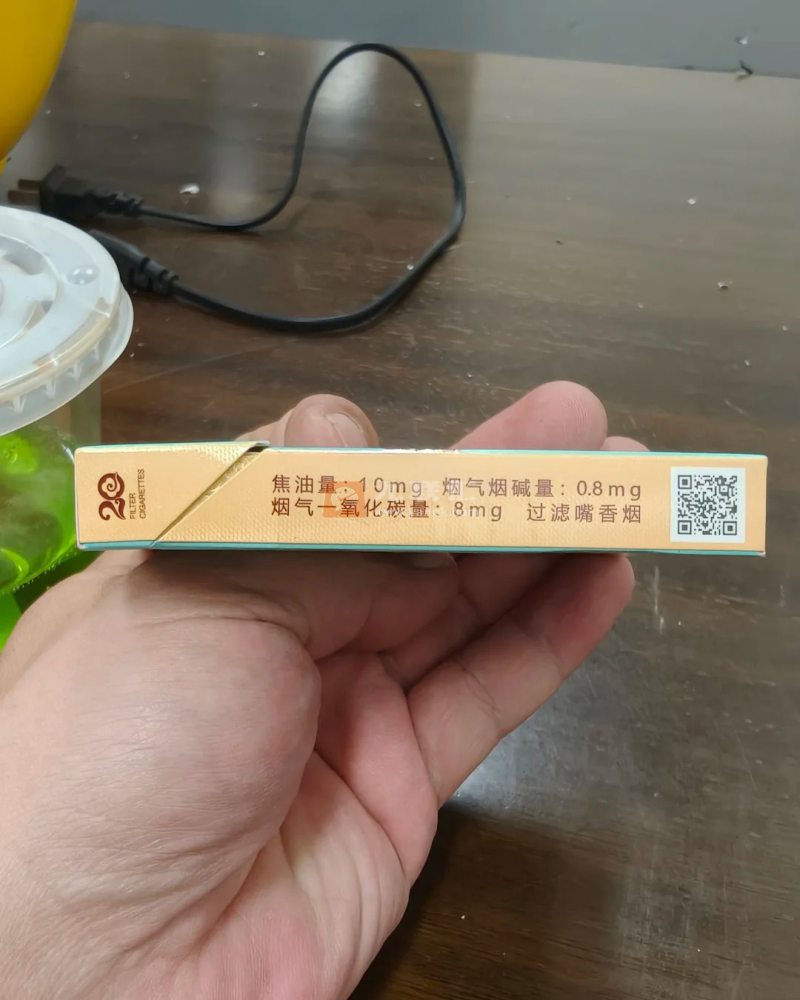 20
FILTER
CIGARETTES
焦油量：10mg 烟气烟碱量：0.8mg
烟气一氧化碳量：8mg 过滤嘴香烟